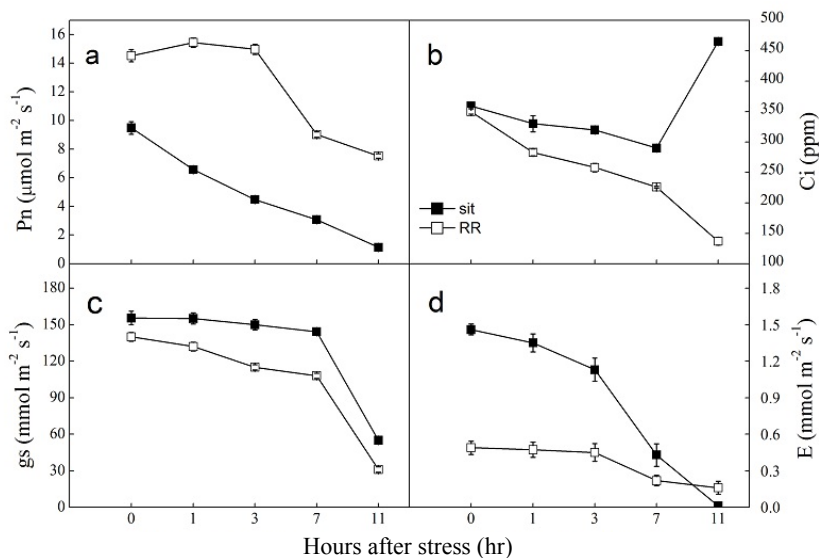 a
Pn (μmol m⁻² s⁻¹)
16
14
12
10
8
6
4
2
0
b
Ci (ppm)
500
450
400
350
300
250
200
150
100
sit
RR
c
gs (mmol m⁻² s⁻¹)
180
150
120
90
60
30
0
d
E (mmol m⁻² s⁻¹)
1.8
1.5
1.2
0.9
0.6
0.3
0.0
0 1 3 7 11 0 1 3 7 11
Hours after stress (hr)